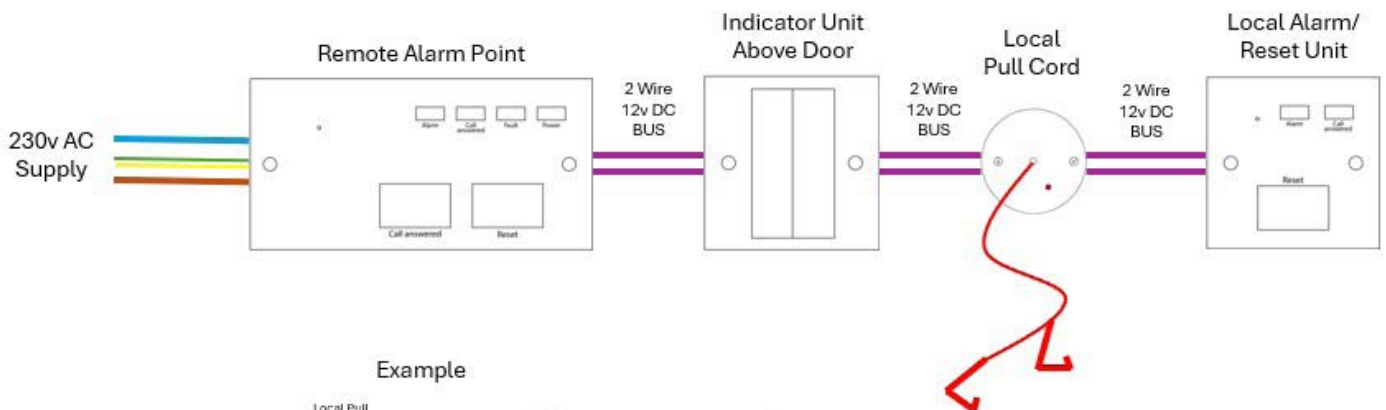 Remote Alarm Point
Indicator Unit
Above Door
Local
Pull Cord
Local Alarm/
Reset Unit
230v AC
Supply
Alarm
Call
answered
Fault
Power
Call answered
Reset
2 Wire
12v DC
BUS
2 Wire
12v DC
BUS
2 Wire
12v DC
BUS
Alarm
Call
answered
Reset
Example
Local Pull